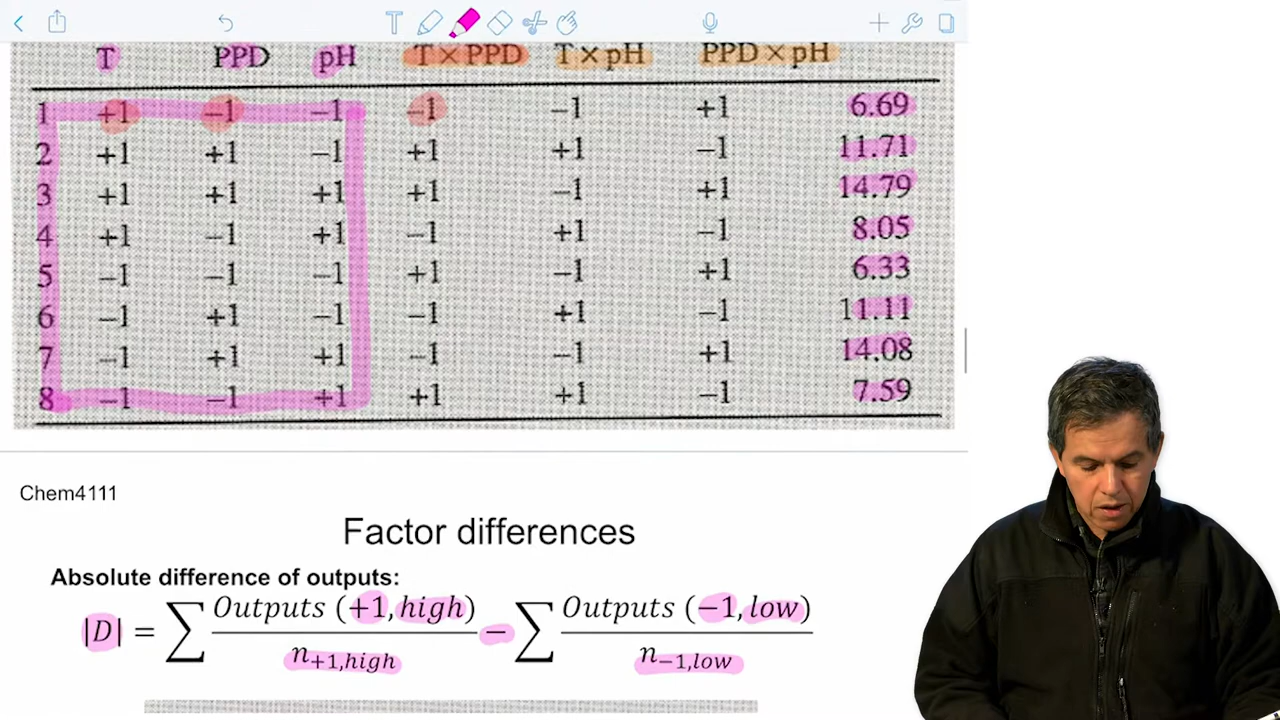 T PPD pH T × PPD T × pH PPD × pH
1 +1 −1 −1 −1 −1 +1 6.69
2 +1 +1 −1 +1 +1 −1 11.71
3 +1 +1 +1 +1 −1 +1 14.79
4 +1 −1 +1 −1 +1 −1 8.05
5 −1 −1 −1 +1 −1 +1 6.33
6 −1 +1 −1 −1 +1 −1 11.11
7 −1 +1 +1 −1 −1 +1 14.08
8 −1 −1 +1 +1 +1 −1 7.59
Chem4111
Factor differences
Absolute difference of outputs:
|D| = ∑ Outputs (+1, high) / n+1,high − ∑ Outputs (−1, low) / n−1,low